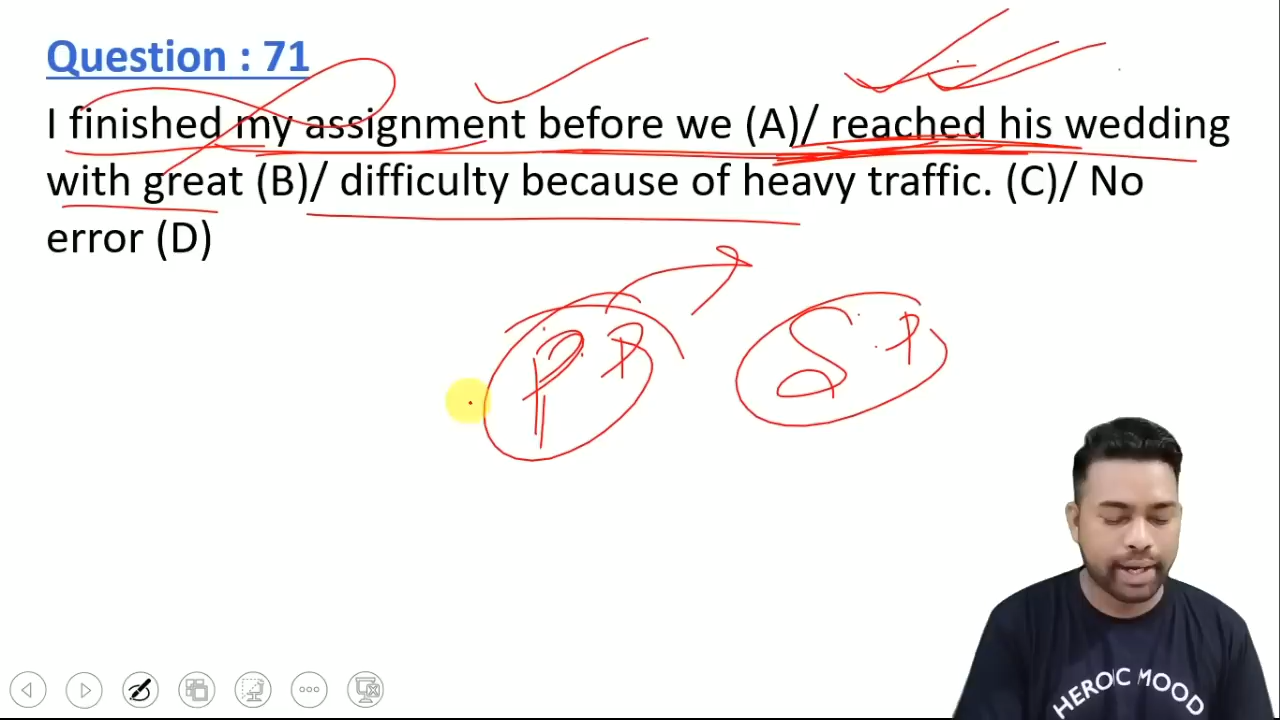 Question : 71
I finished my assignment before we (A)/ reached his wedding
with great (B)/ difficulty because of heavy traffic. (C)/ No
error (D)
P.P S.P
HEROIC MOOD